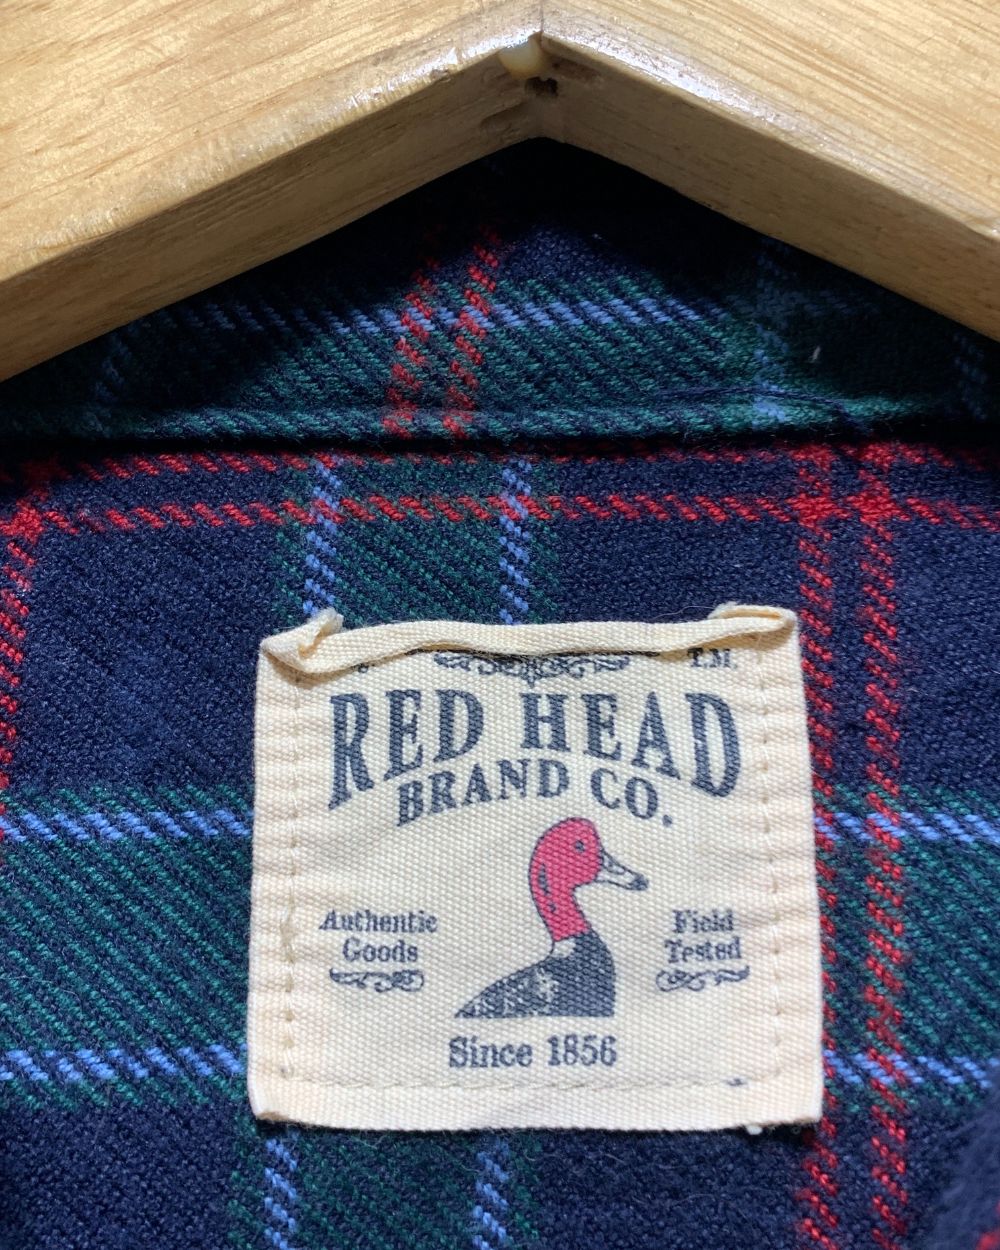 T.M.
RED HEAD
BRAND CO.
Authentic
Goods
Field
Tested
Since 1856